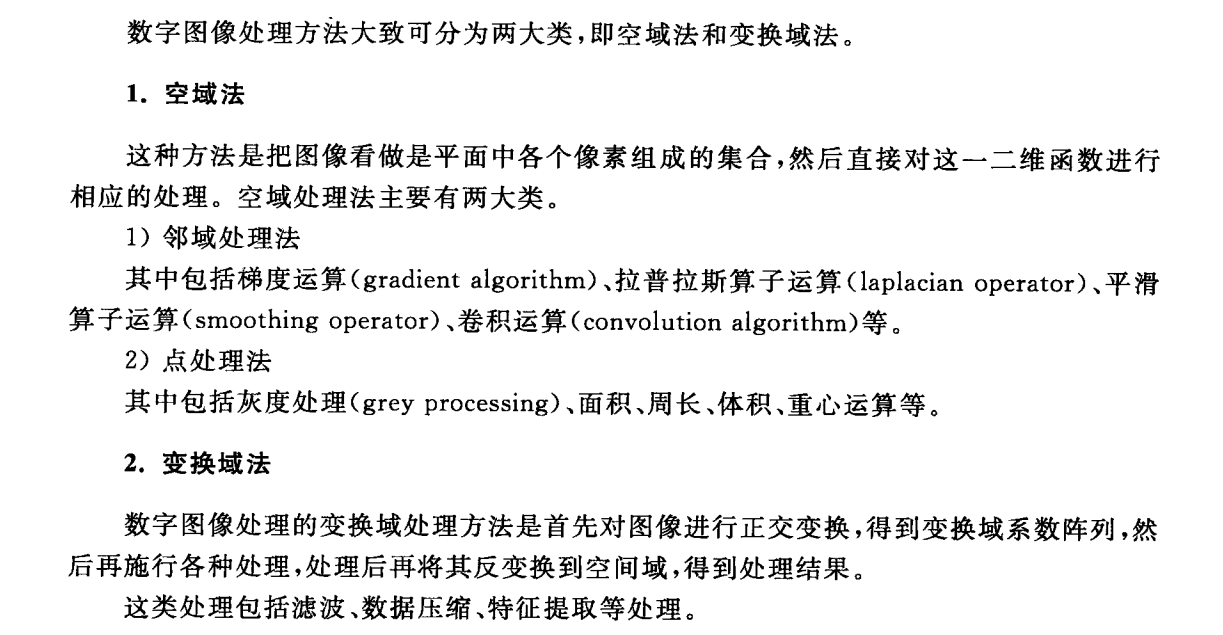 数字图像处理方法大致可分为两大类,即空域法和变换域法。
1. 空域法
这种方法是把图像看做是平面中各个像素组成的集合,然后直接对这一二维函数进行
相应的处理。空域处理法主要有两大类。
1) 邻域处理法
其中包括梯度运算(gradient algorithm)、拉普拉斯算子运算(laplacian operator)、平滑
算子运算(smoothing operator)、卷积运算(convolution algorithm)等。
2) 点处理法
其中包括灰度处理(grey processing)、面积、周长、体积、重心运算等。
2. 变换域法
数字图像处理的变换域处理方法是首先对图像进行正交变换,得到变换域系数阵列,然
后再施行各种处理,处理后再将其反变换到空间域,得到处理结果。
这类处理包括滤波、数据压缩、特征提取等处理。